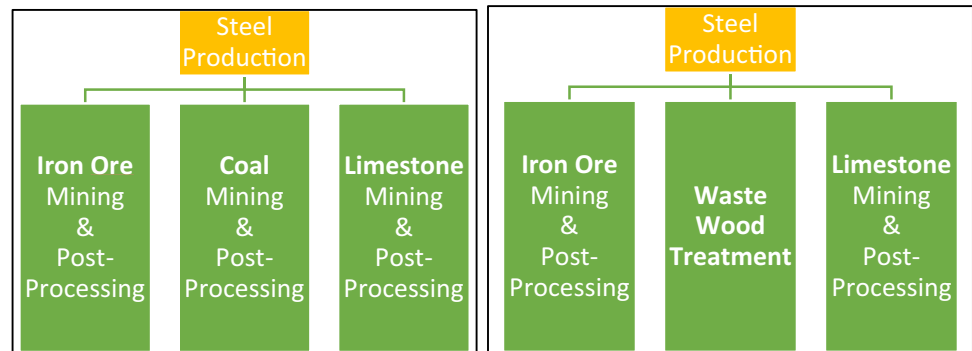 Steel
Production
Iron Ore
Mining
&
Post-
Processing
Coal
Mining
&
Post-
Processing
Limestone
Mining
&
Post-
Processing
Steel
Production
Iron Ore
Mining
&
Post-
Processing
Waste
Wood
Treatment
Limestone
Mining
&
Post-
Processing